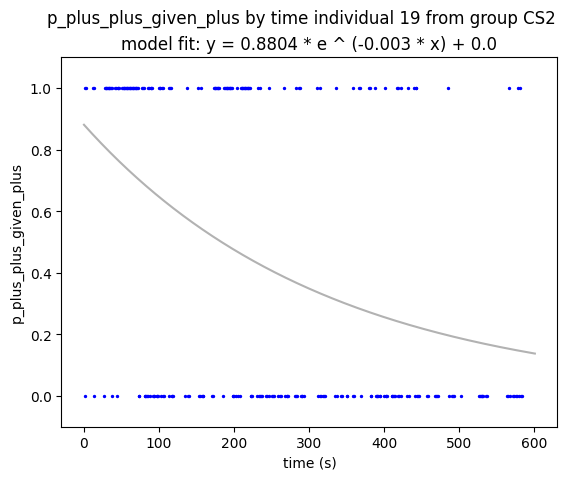 p_plus_plus_given_plus by time individual 19 from group CS2
model fit: y = 0.8804 * e ^ (-0.003 * x) + 0.0
1.0
0.8
0.6
0.4
0.2
0.0
p_plus_plus_given_plus
0 100 200 300 400 500 600
time (s)